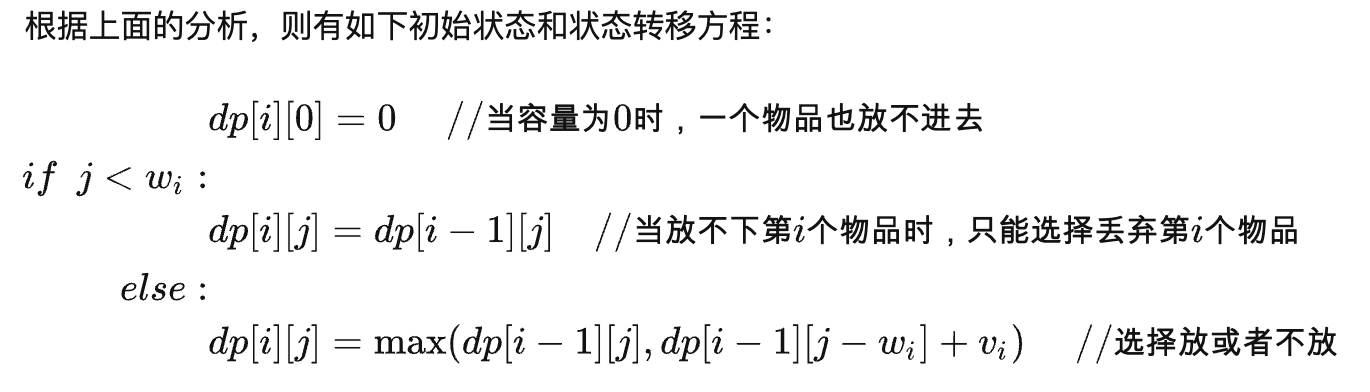 根据上面的分析，则有如下初始状态和状态转移方程：
dp[i][0] = 0 //当容量为0时，一个物品也放不进去
if j < w_i :
dp[i][j] = dp[i − 1][j] //当放不下第i个物品时，只能选择丢弃第i个物品
else :
dp[i][j] = max(dp[i − 1][j], dp[i − 1][j − w_i] + v_i) //选择放或者不放